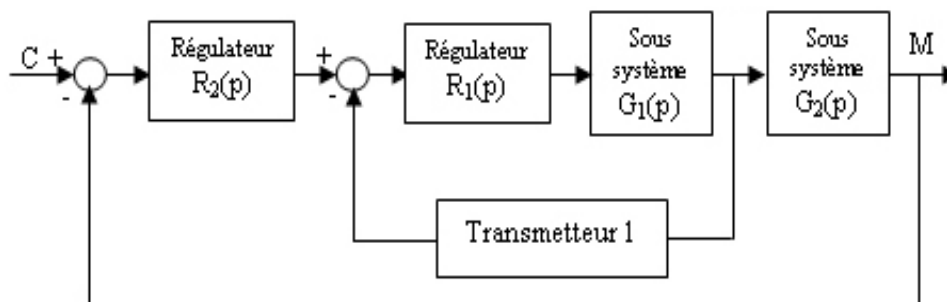 C +
-
Régulateur
R₂(p)
+
-
Régulateur
R₁(p)
Sous
système
G₁(p)
Sous
système
G₂(p)
M
Transmetteur 1